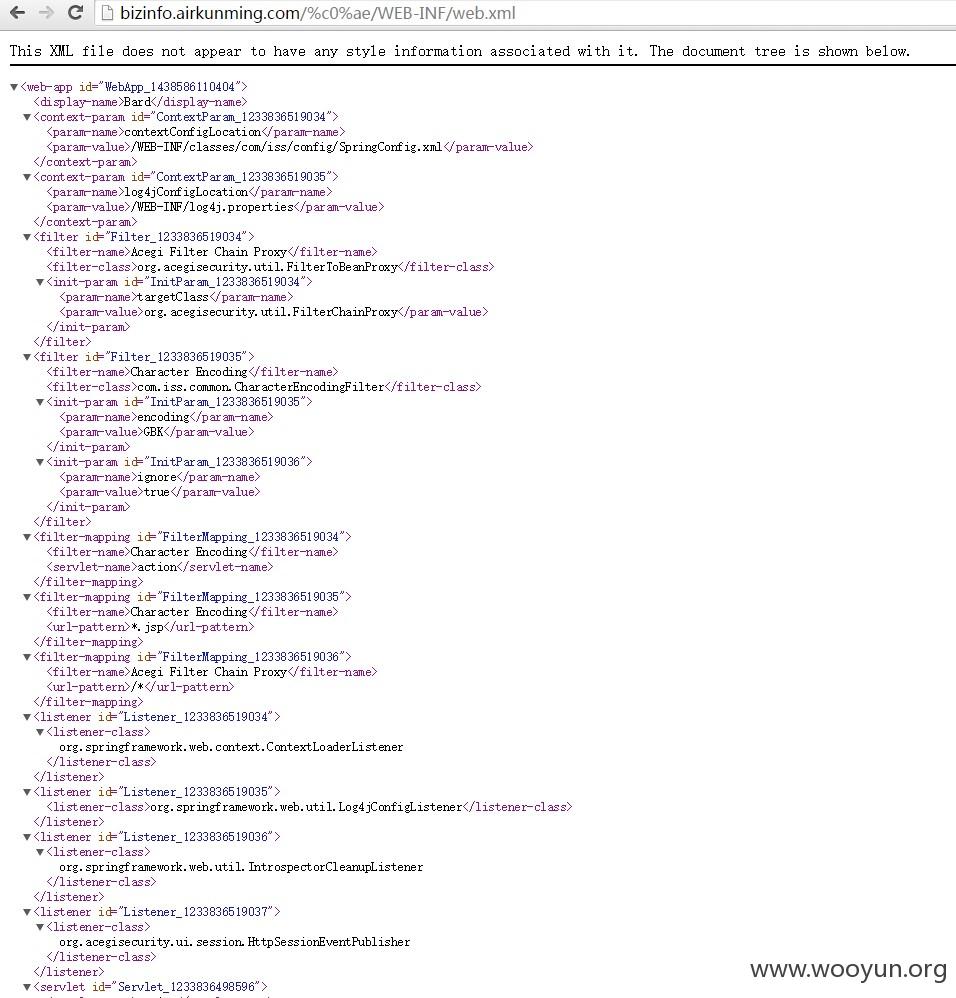 bizinfo.airkunming.com/%c0%ae/WEB-INF/web.xml
This XML file does not appear to have any style information associated with it. The document tree is shown below.
▼<web-app id="WebApp_1438586110404">
<display-name>Bard</display-name>
▼<context-param id="ContextParam_1233836519034">
<param-name>contextConfigLocation</param-name>
<param-value>/WEB-INF/classes/com/iss/config/SpringConfig.xml</param-value>
</context-param>
▼<context-param id="ContextParam_1233836519035">
<param-name>log4jConfigLocation</param-name>
<param-value>/WEB-INF/log4j.properties</param-value>
</context-param>
▼<filter id="Filter_1233836519034">
<filter-name>Acegi Filter Chain Proxy</filter-name>
<filter-class>org.acegisecurity.util.FilterToBeanProxy</filter-class>
▼<init-param id="InitParam_1233836519034">
<param-name>targetClass</param-name>
<param-value>org.acegisecurity.util.FilterChainProxy</param-value>
</init-param>
</filter>
▼<filter id="Filter_1233836519035">
<filter-name>Character Encoding</filter-name>
<filter-class>com.iss.common.CharacterEncodingFilter</filter-class>
▼<init-param id="InitParam_1233836519035">
<param-name>encoding</param-name>
<param-value>GBK</param-value>
</init-param>
▼<init-param id="InitParam_1233836519036">
<param-name>ignore</param-name>
<param-value>true</param-value>
</init-param>
</filter>
▼<filter-mapping id="FilterMapping_1233836519034">
<filter-name>Character Encoding</filter-name>
<servlet-name>action</servlet-name>
</filter-mapping>
▼<filter-mapping id="FilterMapping_1233836519035">
<filter-name>Character Encoding</filter-name>
<url-pattern>*.jsp</url-pattern>
</filter-mapping>
▼<filter-mapping id="FilterMapping_1233836519036">
<filter-name>Acegi Filter Chain Proxy</filter-name>
<url-pattern>/*</url-pattern>
</filter-mapping>
▼<listener id="Listener_1233836519034">
▼<listener-class>
org.springframework.web.context.ContextLoaderListener
</listener-class>
</listener>
▼<listener id="Listener_1233836519035">
<listener-class>org.springframework.web.util.Log4jConfigListener</listener-class>
</listener>
▼<listener id="Listener_1233836519036">
▼<listener-class>
org.springframework.web.util.IntrospectorCleanupListener
</listener-class>
</listener>
▼<listener id="Listener_1233836519037">
▼<listener-class>
org.acegisecurity.ui.session.HttpSessionEventPublisher
</listener-class>
</listener>
▼<servlet id="Servlet_1233836498596">
www.wooyun.org